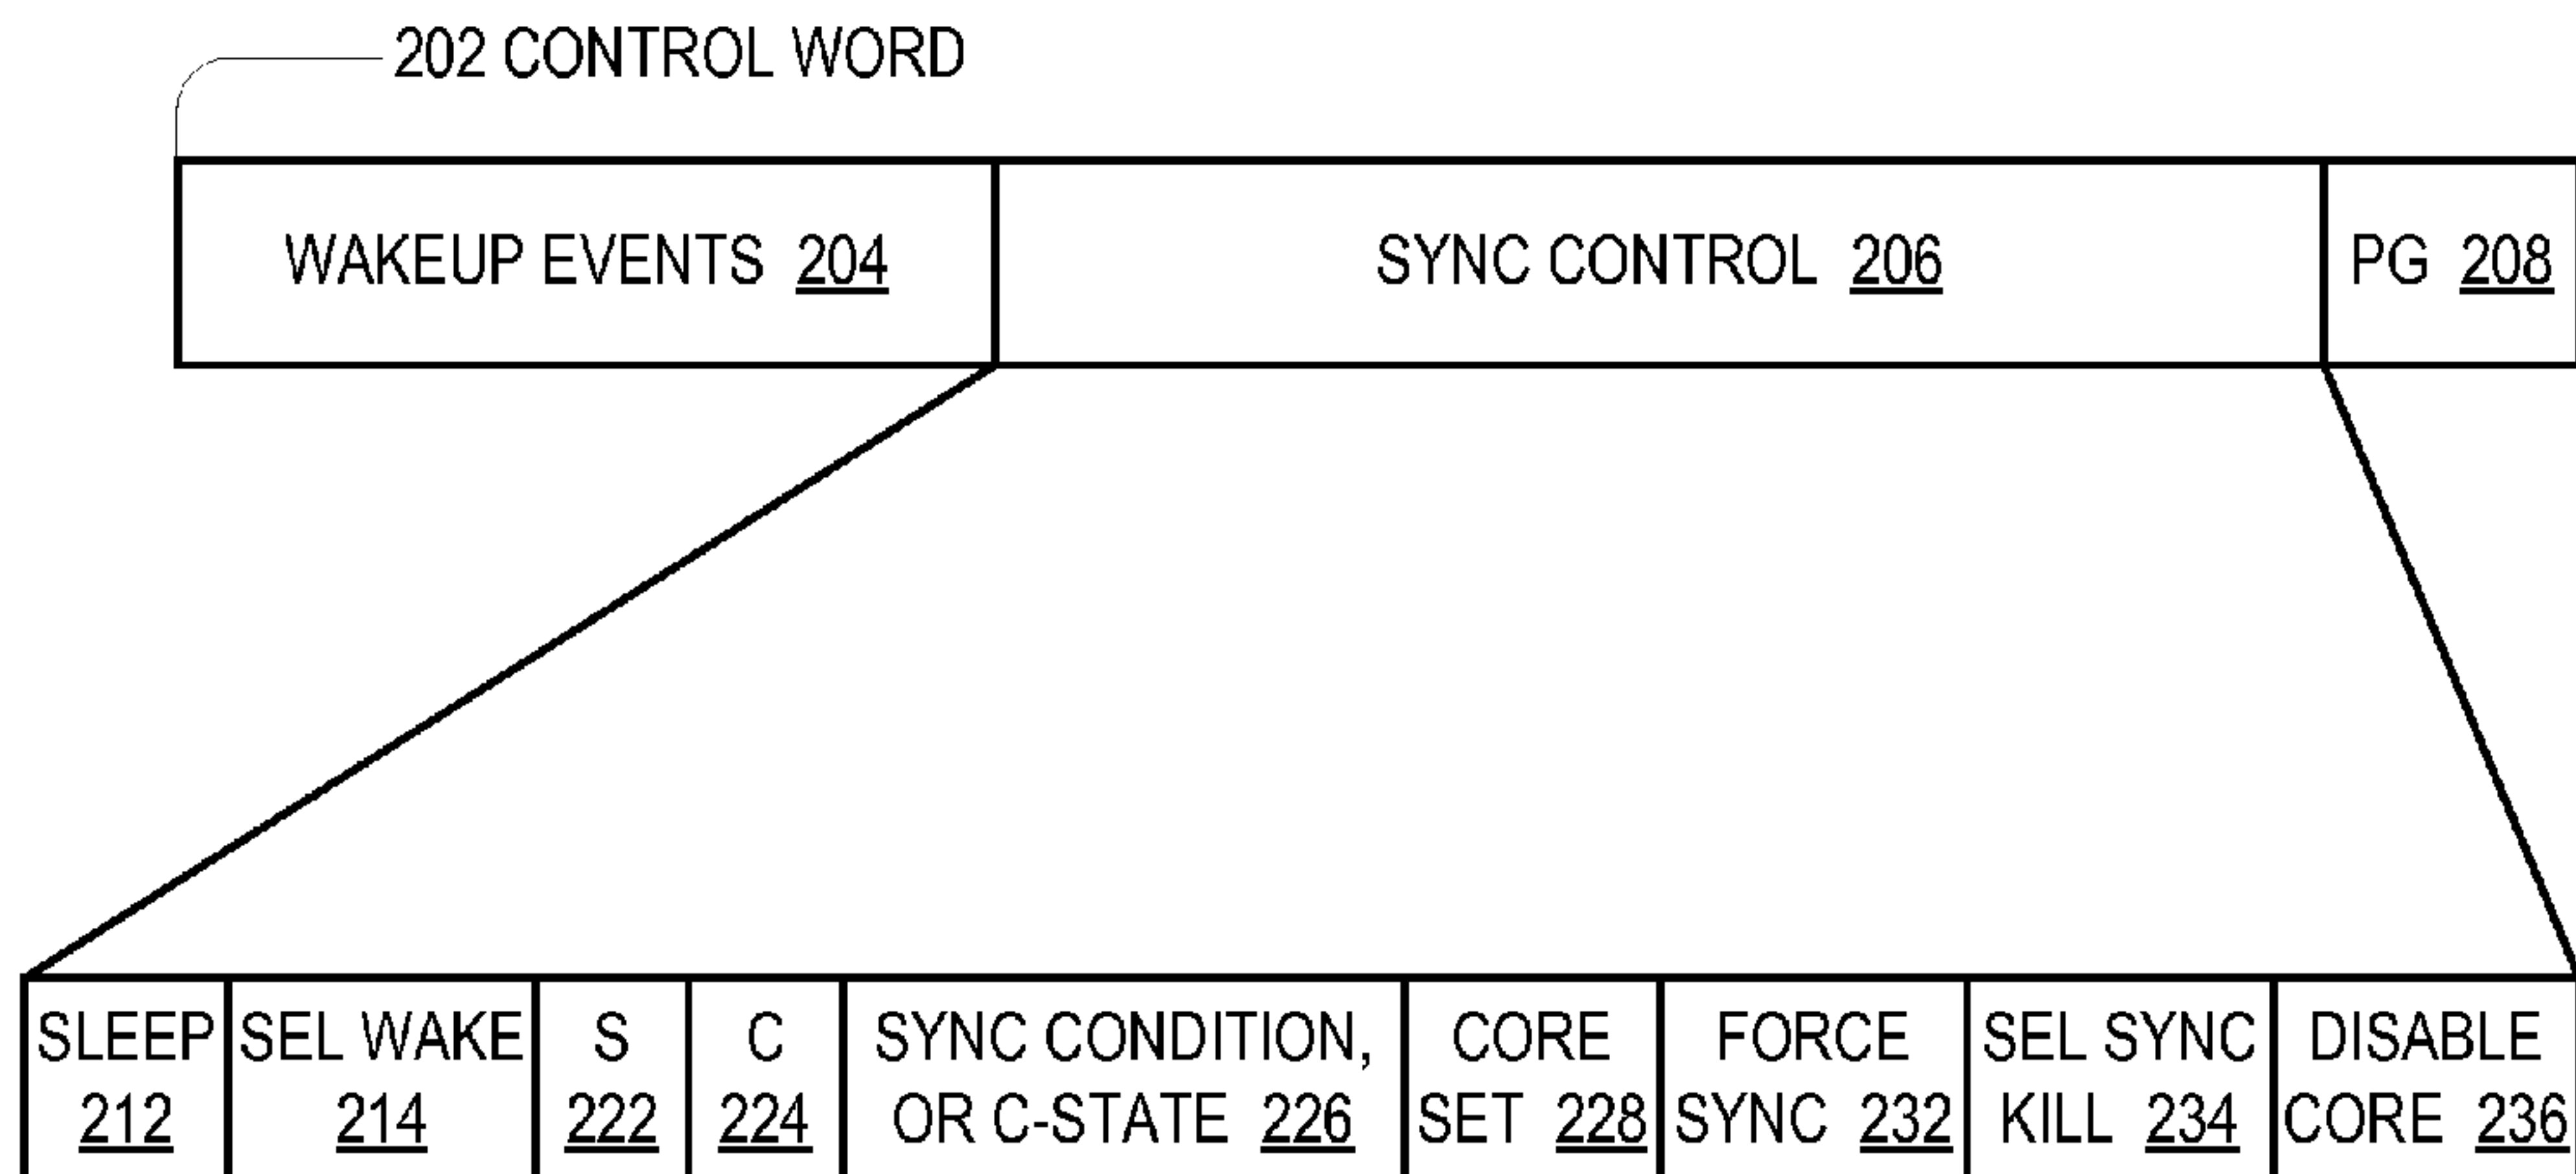 202 CONTROL WORD
WAKEUP EVENTS 204 SYNC CONTROL 206 PG 208
SLEEP SEL WAKE S C SYNC CONDITION, CORE FORCE SEL SYNC DISABLE
212 214 222 224 OR C-STATE 226 SET 228 SYNC 232 KILL 234 CORE 236